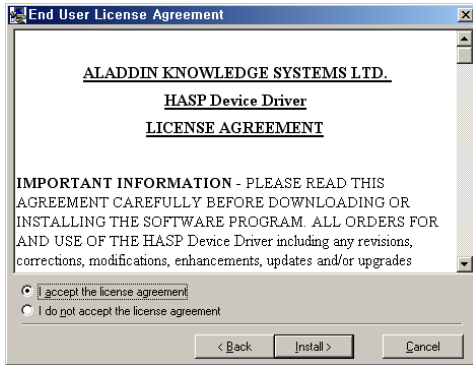 End User License Agreement
ALADDIN KNOWLEDGE SYSTEMS LTD.
HASP Device Driver
LICENSE AGREEMENT
IMPORTANT INFORMATION - PLEASE READ THIS
AGREEMENT CAREFULLY BEFORE DOWNLOADING OR
INSTALLING THE SOFTWARE PROGRAM. ALL ORDERS FOR
AND USE OF THE HASP Device Driver including any revisions,
corrections, modifications, enhancements, updates and/or upgrades
I accept the license agreement
I do not accept the license agreement
< Back
Install >
Cancel